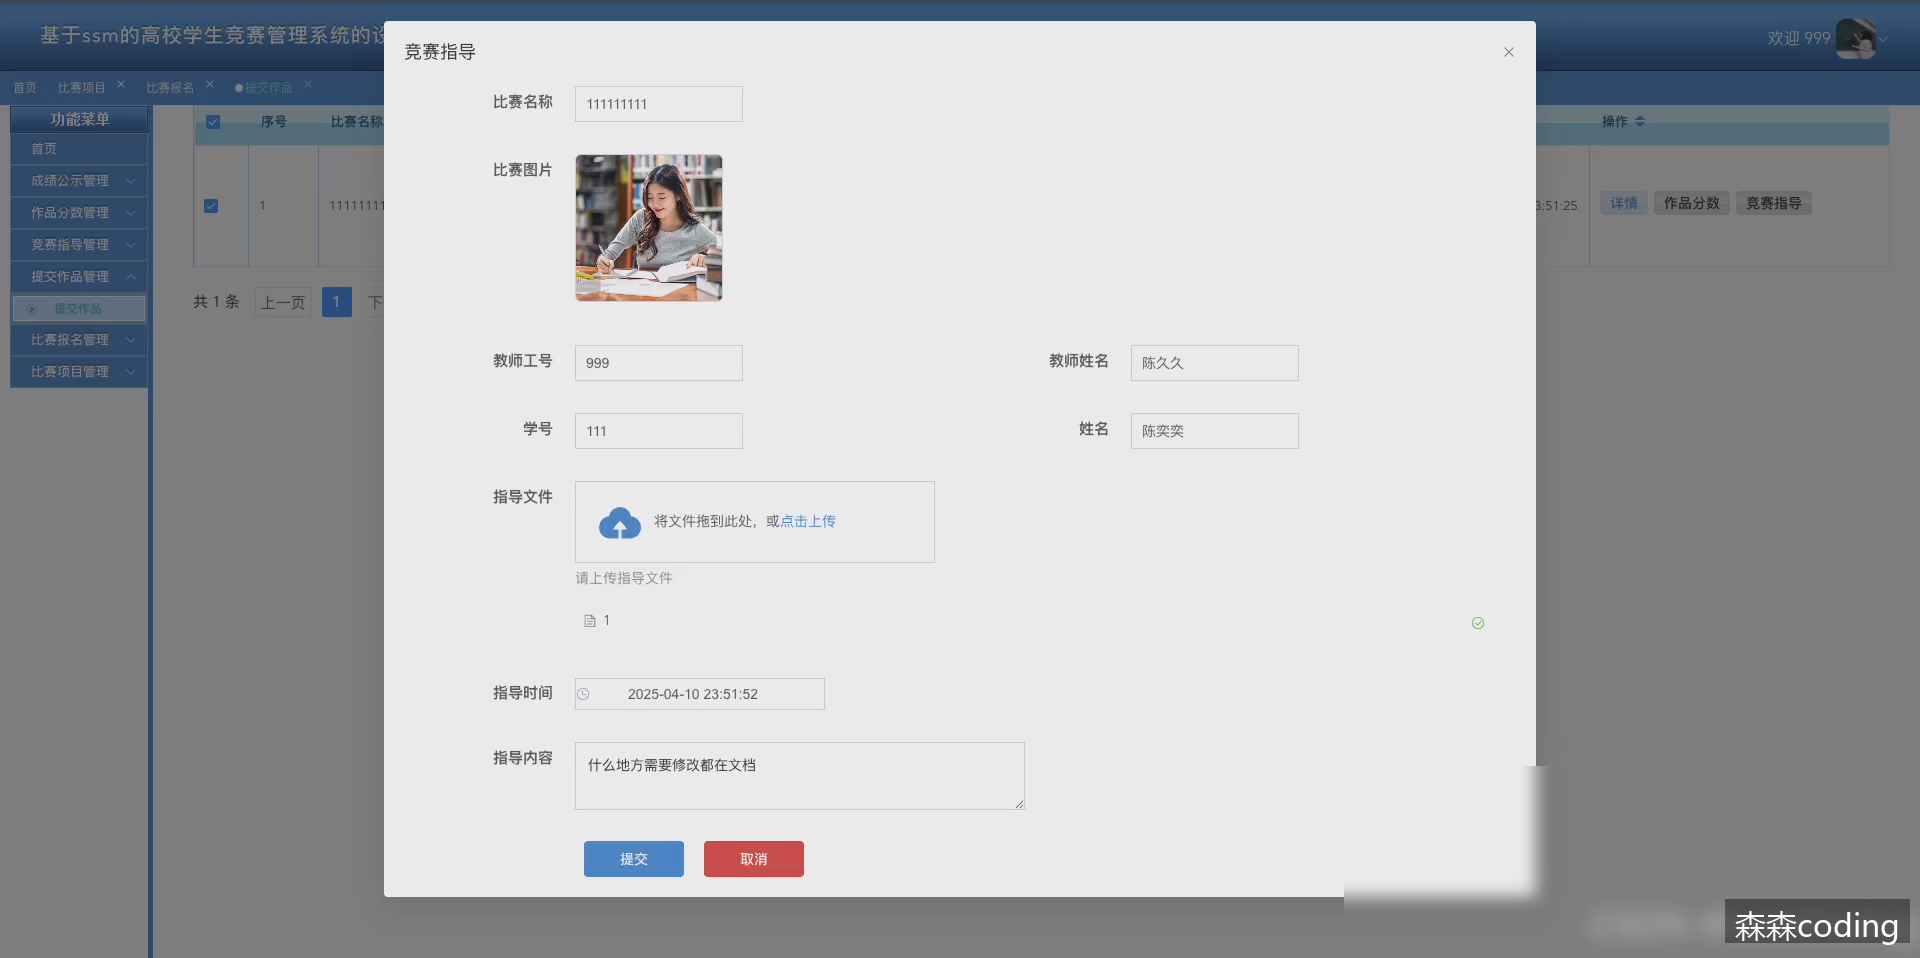 基于ssm的高校学生竞赛管理系统的设
欢迎 999
首页 比赛项目 比赛报名 提交作品
功能菜单
首页
成绩公示管理
作品分数管理
竞赛指导管理
提交作品管理
提交作品
比赛报名管理
比赛项目管理
序号 比赛名称 操作
1 11111111 3:51:25 详情 作品分数 竞赛指导
共 1 条 上一页 1 下
竞赛指导
比赛名称 111111111
比赛图片
教师工号 999 教师姓名 陈久久
学号 111 姓名 陈奕奕
指导文件 将文件拖到此处，或点击上传
请上传指导文件
1
指导时间 2025-04-10 23:51:52
指导内容 什么地方需要修改都在文档
提交 取消
森森coding